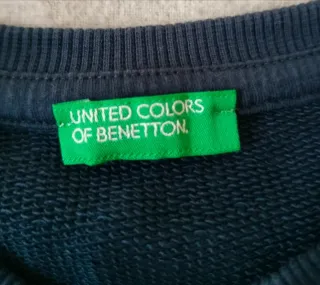 UNITED COLORS
OF BENETTON.